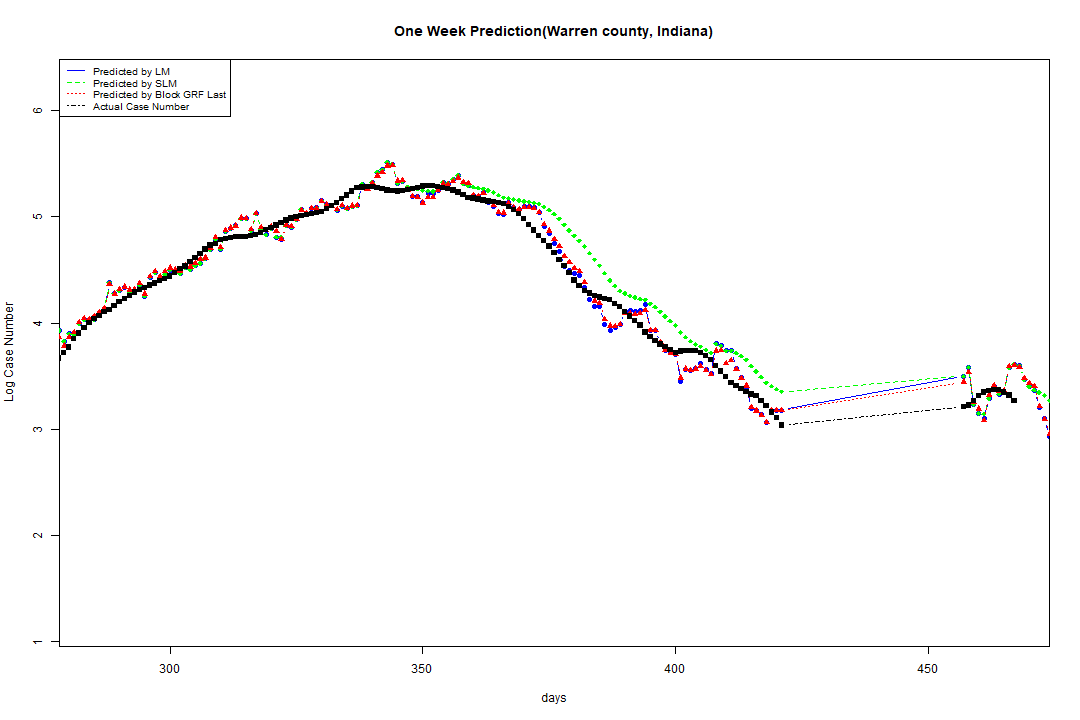 One Week Prediction(Warren county, Indiana)
Predicted by LM
Predicted by SLM
Predicted by Block GRF Last
Actual Case Number
Log Case Number
6
5
4
3
2
1
300 350 400 450
days